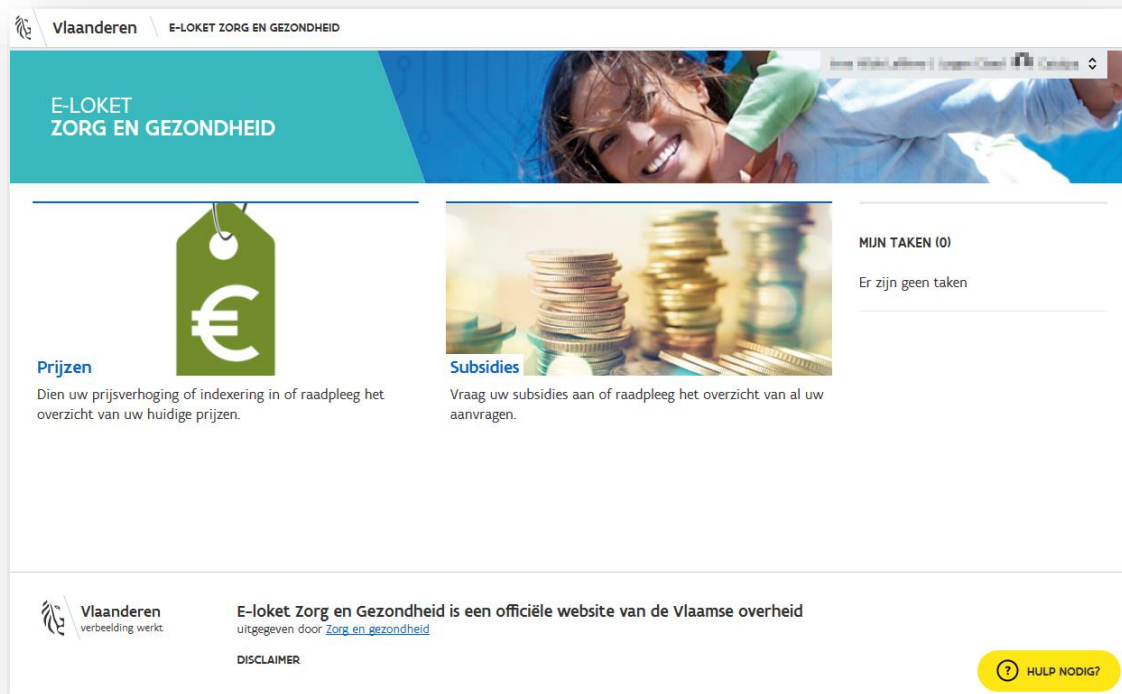 Vlaanderen
E-LOKET ZORG EN GEZONDHEID
E-LOKET
ZORG EN GEZONDHEID
€
Prijzen
Dien uw prijsverhoging of indexering in of raadpleeg het
overzicht van uw huidige prijzen.
Subsidies
Vraag uw subsidies aan of raadpleeg het overzicht van al uw
aanvragen.
MIJN TAKEN (0)
Er zijn geen taken
Vlaanderen
verbeelding werkt
E-loket Zorg en Gezondheid is een officiële website van de Vlaamse overheid
uitgegeven door Zorg en gezondheid
DISCLAIMER
? HULP NODIG?